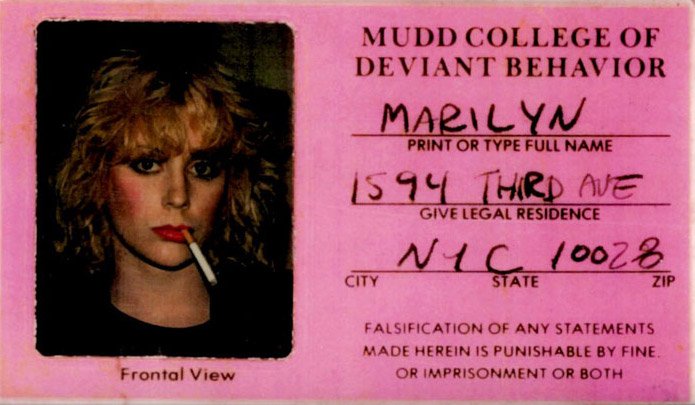 MUDD COLLEGE OF
DEVIANT BEHAVIOR
MARILYN
PRINT OR TYPE FULL NAME
1594 THIRD AVE
GIVE LEGAL RESIDENCE
NYC 10028
CITY STATE ZIP
FALSIFICATION OF ANY STATEMENTS
MADE HEREIN IS PUNISHABLE BY FINE.
OR IMPRISONMENT OR BOTH
Frontal View